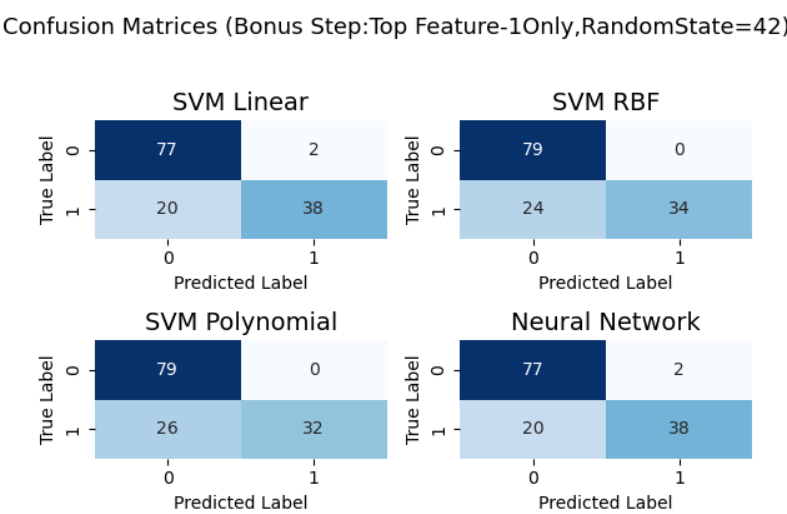 Confusion Matrices (Bonus Step:Top Feature-1Only,RandomState=42)
SVM Linear
True Label
0
77
2
1
20
38
0
1
Predicted Label
SVM RBF
True Label
0
79
0
1
24
34
0
1
Predicted Label
SVM Polynomial
True Label
0
79
0
1
26
32
0
1
Predicted Label
Neural Network
True Label
0
77
2
1
20
38
0
1
Predicted Label